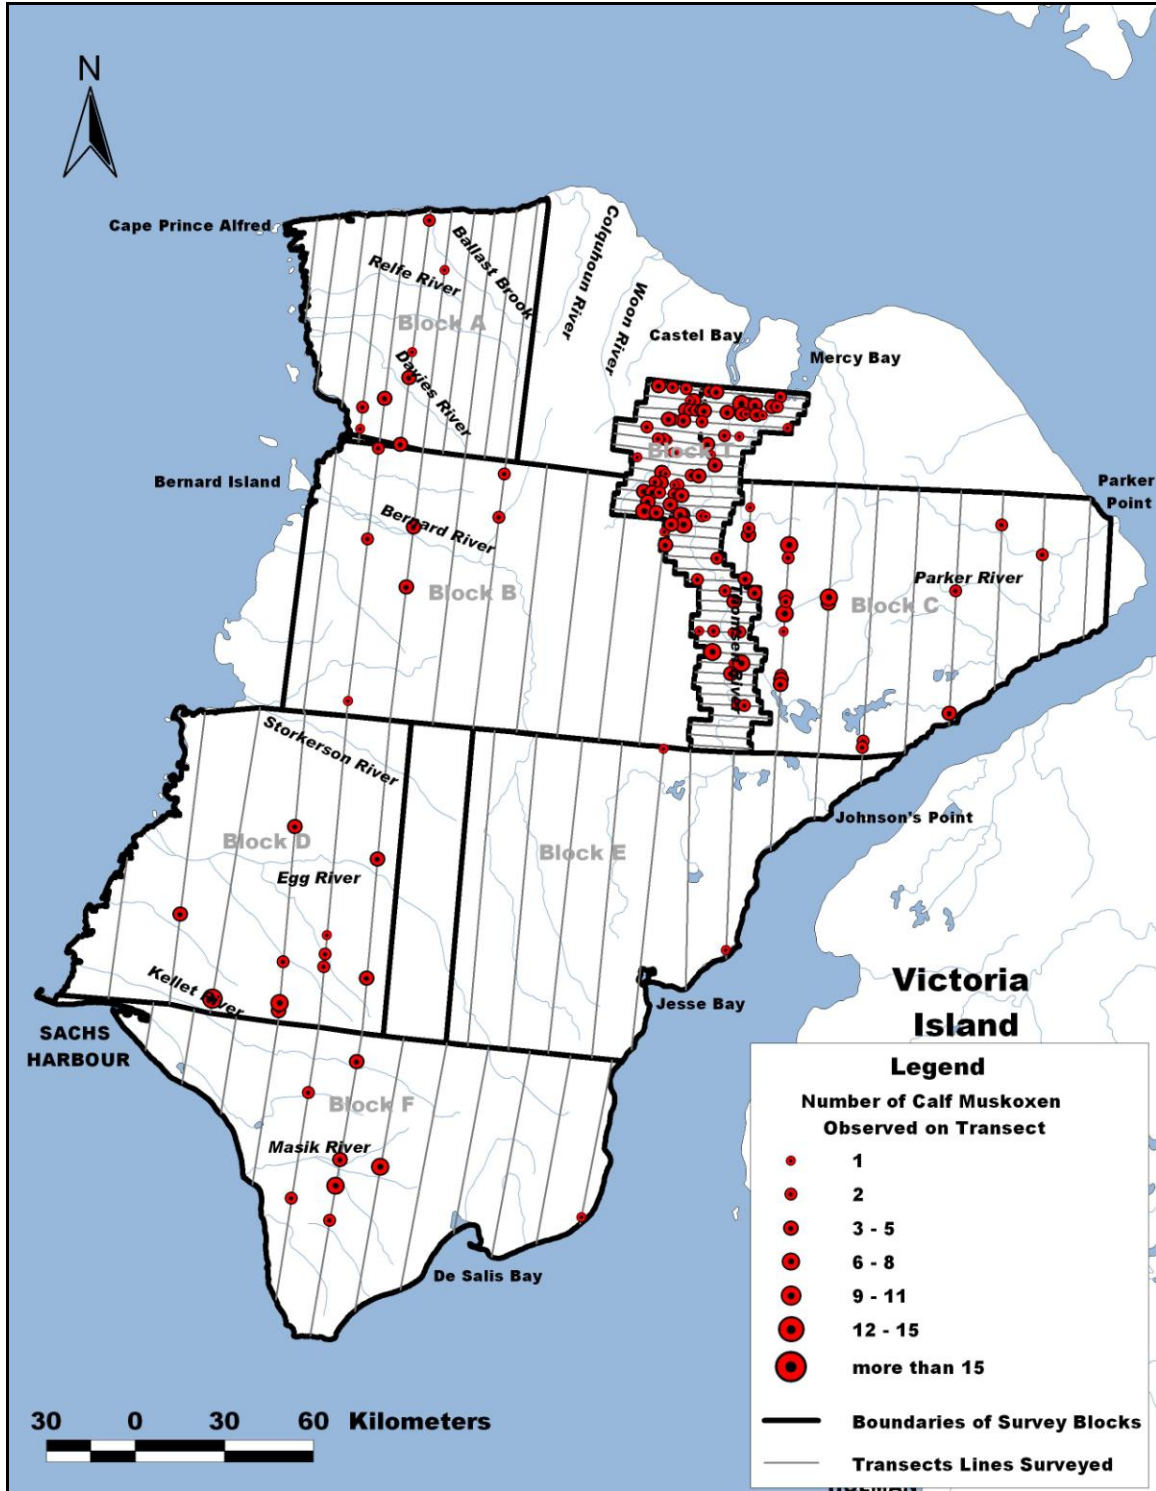 N
Cape Prince Alfred
Ballast Brook
Relfe River
Colquhoun River
Woon River
Block A
Castel Bay
Mercy Bay
Davies River
Block T
Bernard Island
Parker
Point
Bernard River
Parker River
Block B
Block C
Thomsen River
Storkerson River
Johnson's Point
Block D
Block E
Egg River
Kellet River
Victoria
Island
Jesse Bay
SACHS
HARBOUR
Block F
Masik River
De Salis Bay
Legend
Number of Calf Muskoxen
Observed on Transect
1
2
3 - 5
6 - 8
9 - 11
12 - 15
more than 15
Boundaries of Survey Blocks
Transects Lines Surveyed
30 0 30 60 Kilometers